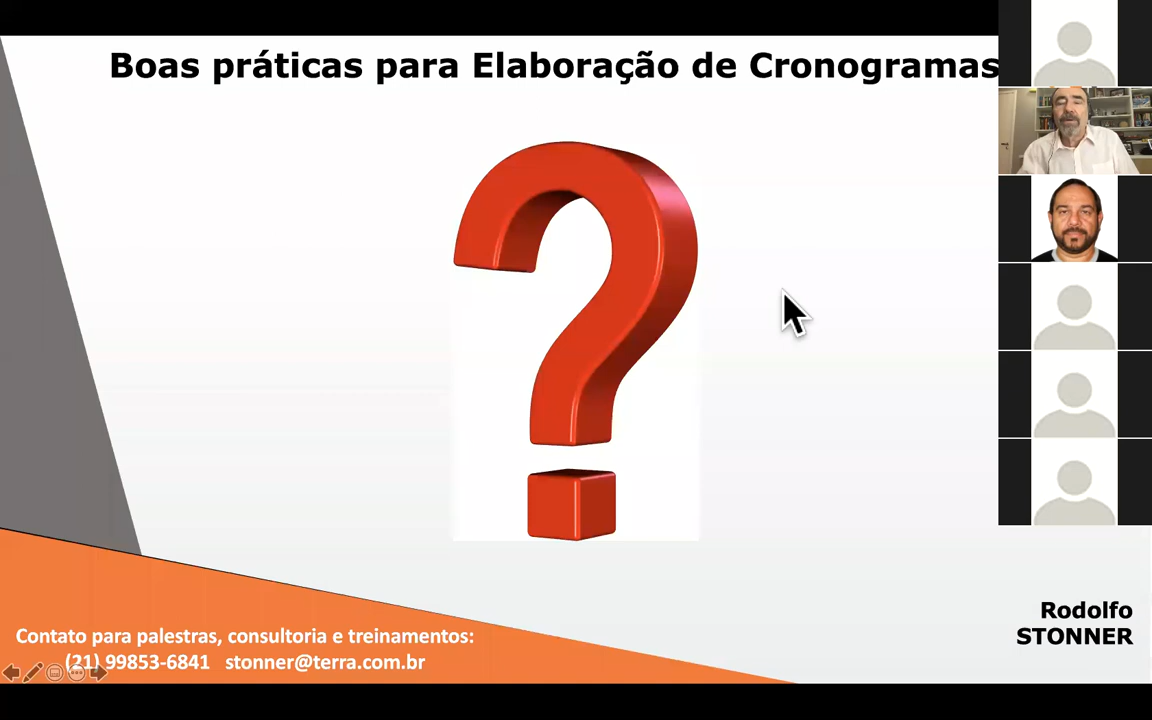 Boas práticas para Elaboração de Cronogramas
Rodolfo
STONNER
Contato para palestras, consultoria e treinamentos:
(21) 99853-6841 stonner@terra.com.br